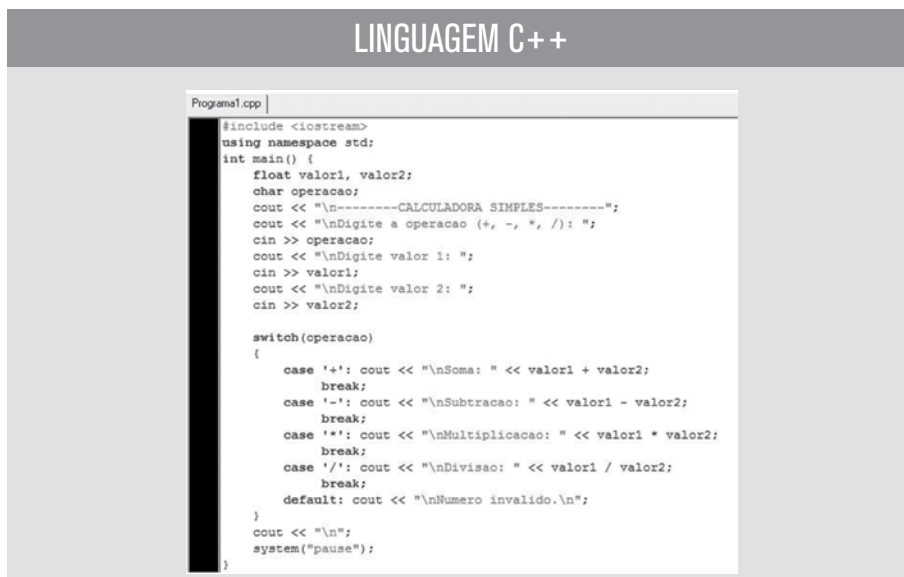 LINGUAGEM C++
Programa1.cpp
#include <iostream>
using namespace std;
int main() {
    float valor1, valor2;
    char operacao;
    cout << "\n--------CALCULADORA SIMPLES--------";
    cout << "\nDigite a operacao (+, -, *, /): ";
    cin >> operacao;
    cout << "\nDigite valor 1: ";
    cin >> valor1;
    cout << "\nDigite valor 2: ";
    cin >> valor2;
    switch(operacao)
    {
        case '+': cout << "\nSoma: " << valor1 + valor2;
            break;
        case '-': cout << "\nSubtracao: " << valor1 - valor2;
            break;
        case '*': cout << "\nMultiplicacao: " << valor1 * valor2;
            break;
        case '/': cout << "\nDivisao: " << valor1 / valor2;
            break;
        default: cout << "\nNumero invalido.\n";
    }
    cout << "\n";
    system("pause");
}